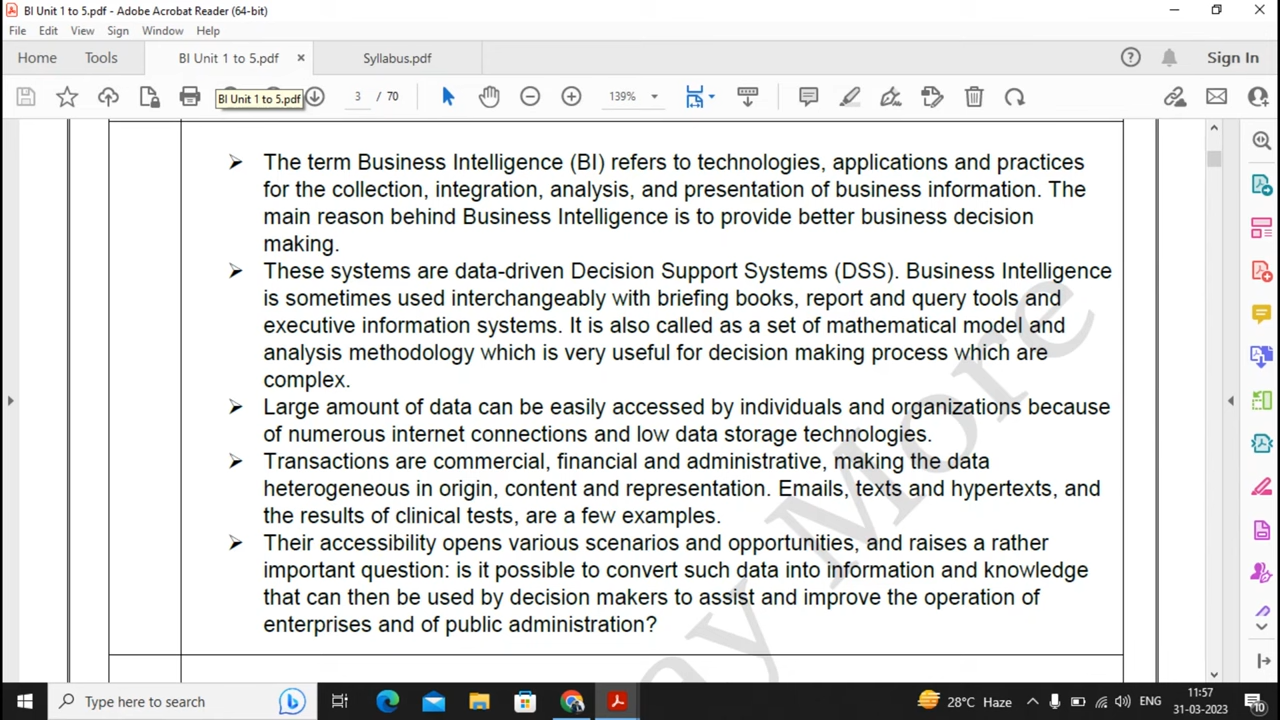 BI Unit 1 to 5.pdf - Adobe Acrobat Reader (64-bit)
File Edit View Sign Window Help
Home Tools BI Unit 1 to 5.pdf × Syllabus.pdf Sign In
BI Unit 1 to 5.pdf 3 / 70 139%
➢ The term Business Intelligence (BI) refers to technologies, applications and practices
for the collection, integration, analysis, and presentation of business information. The
main reason behind Business Intelligence is to provide better business decision
making.
➢ These systems are data-driven Decision Support Systems (DSS). Business Intelligence
is sometimes used interchangeably with briefing books, report and query tools and
executive information systems. It is also called as a set of mathematical model and
analysis methodology which is very useful for decision making process which are
complex.
➢ Large amount of data can be easily accessed by individuals and organizations because
of numerous internet connections and low data storage technologies.
➢ Transactions are commercial, financial and administrative, making the data
heterogeneous in origin, content and representation. Emails, texts and hypertexts, and
the results of clinical tests, are a few examples.
➢ Their accessibility opens various scenarios and opportunities, and raises a rather
important question: is it possible to convert such data into information and knowledge
that can then be used by decision makers to assist and improve the operation of
enterprises and of public administration?
More
Type here to search 28°C Haze ENG 11:57
31-03-2023 10